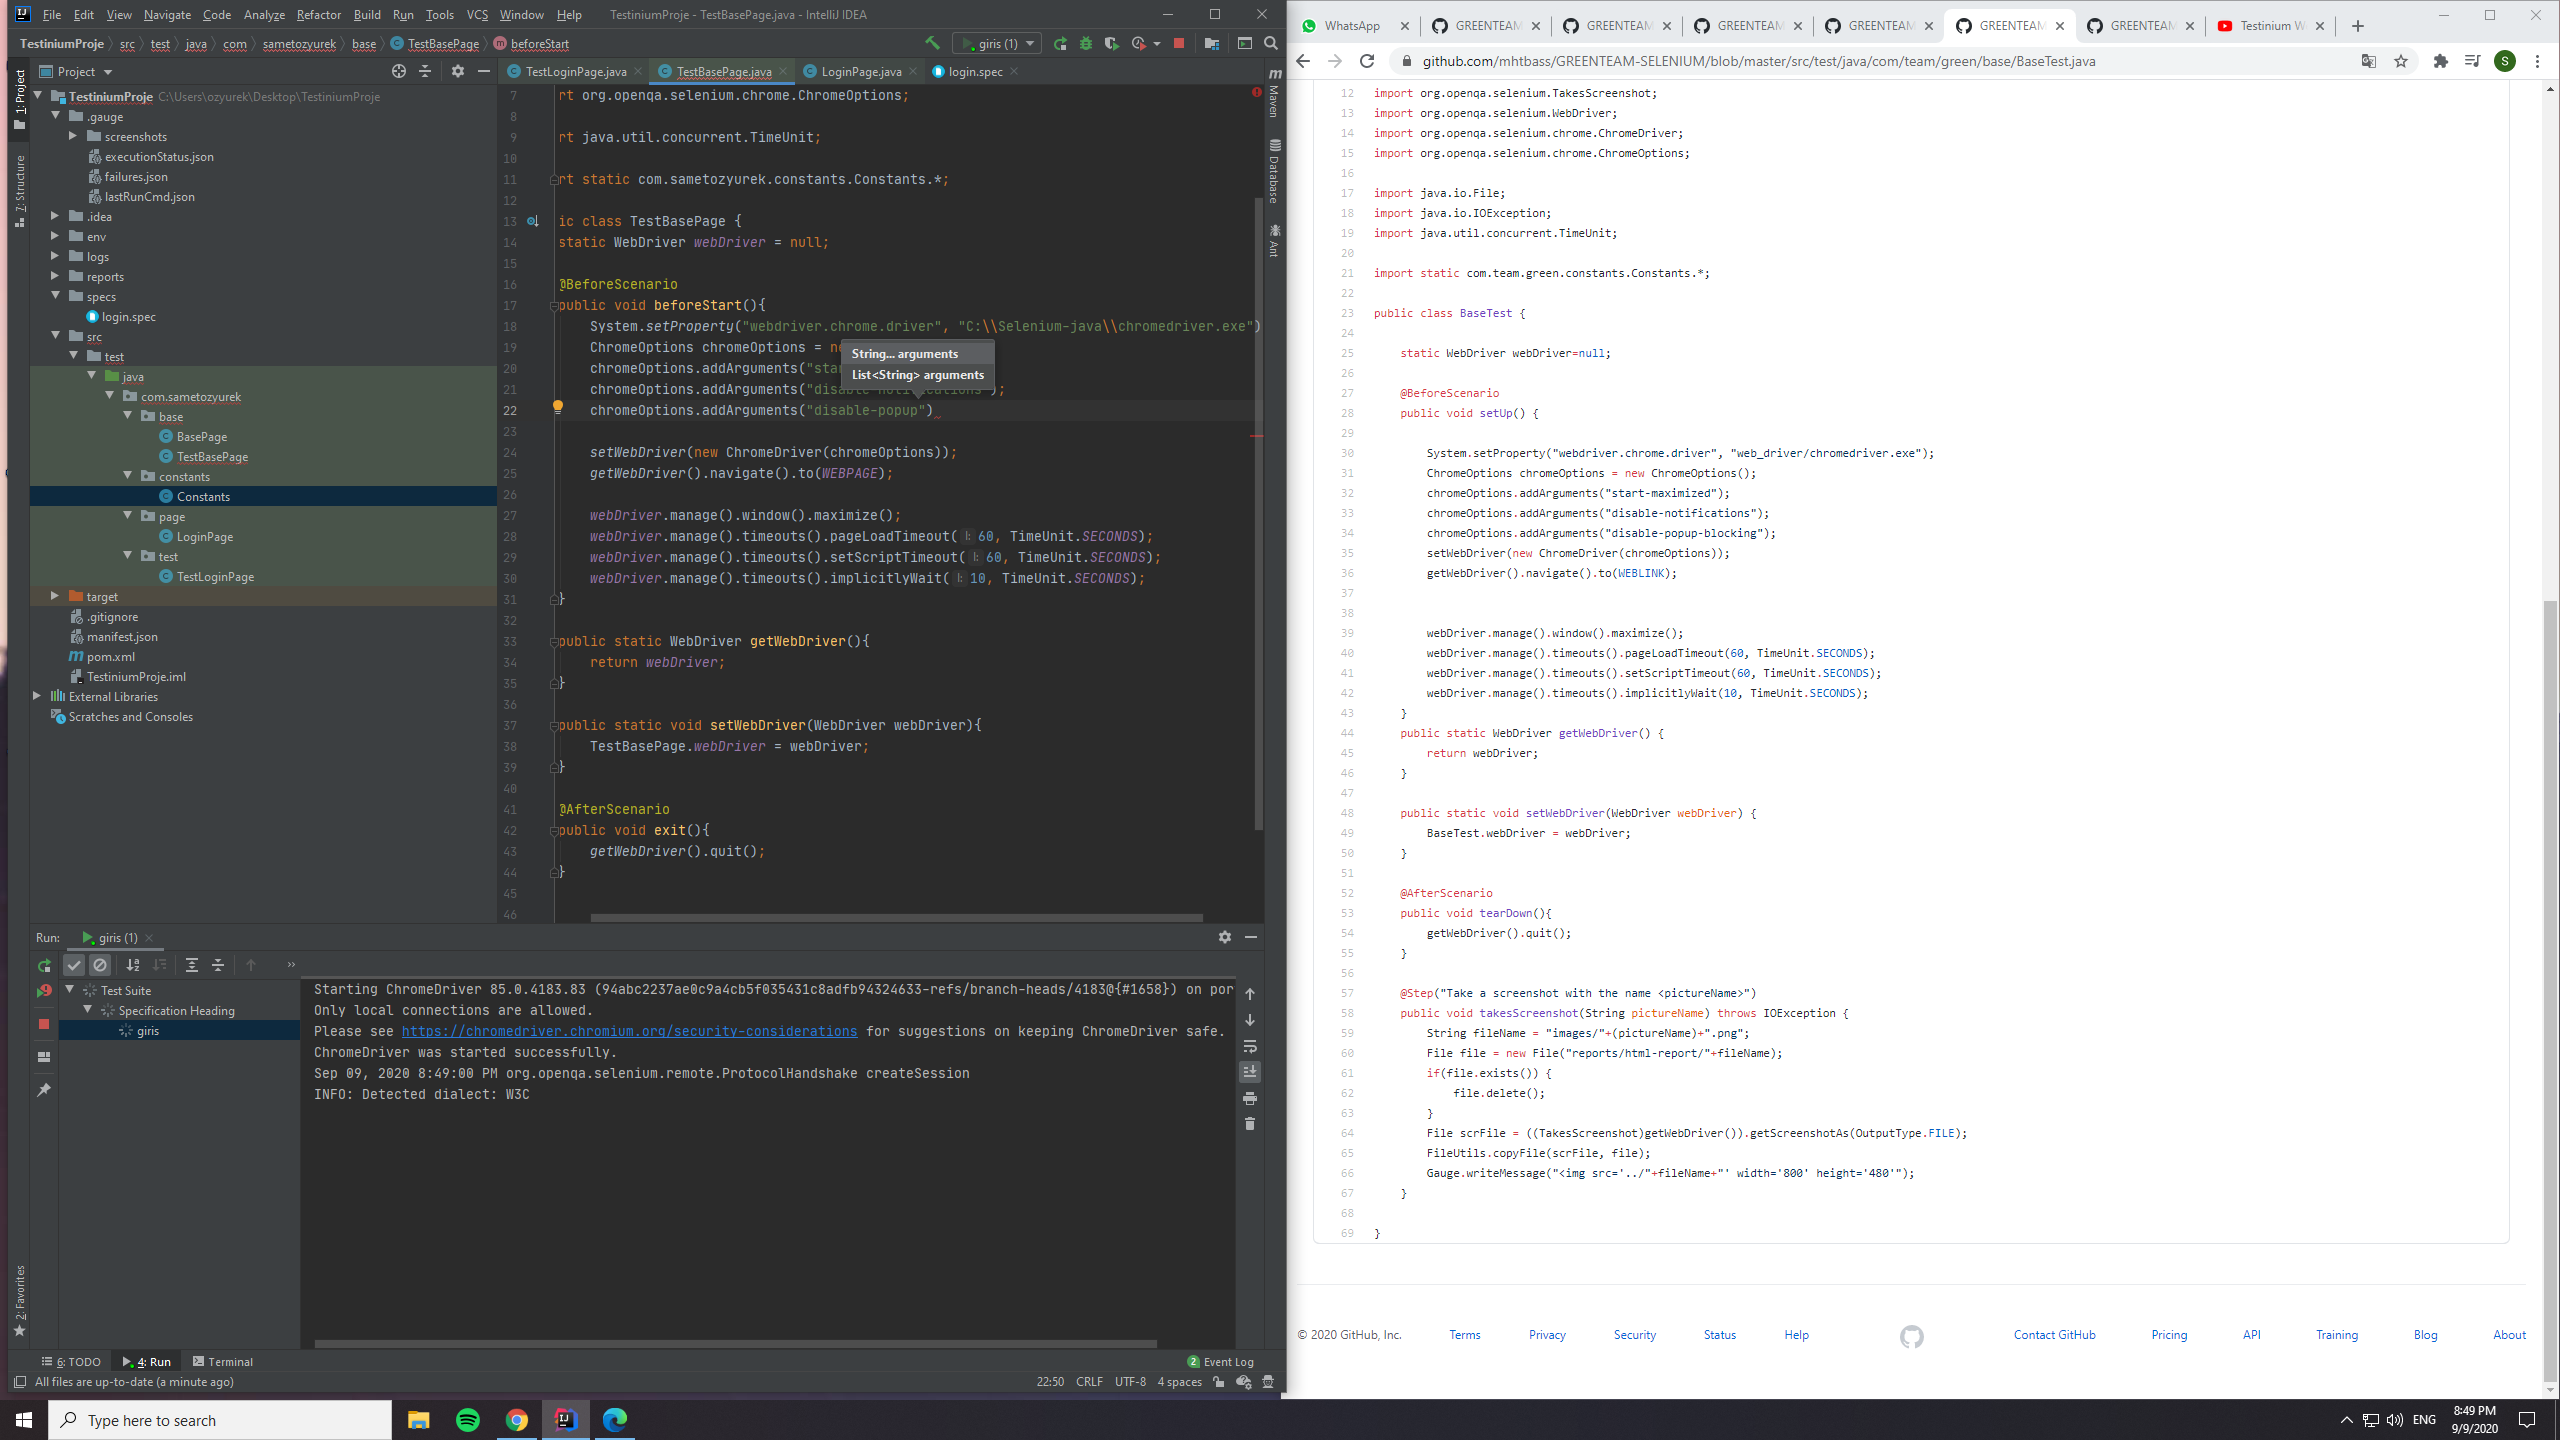 File Edit View Navigate Code Analyze Refactor Build Run Tools VCS Window Help TestiniumProje - TestBasePage.java - IntelliJ IDEA
TestiniumProje src test java com sametozyurek base TestBasePage beforeStart giris (1)
Project
TestLoginPage.java TestBasePage.java LoginPage.java login.spec
1: Project
7: Structure
2: Favorites
TestiniumProje C:\Users\ozyurek\Desktop\TestiniumProje
.gauge
screenshots
executionStatus.json
failures.json
lastRunCmd.json
.idea
env
logs
reports
specs
login.spec
src
test
java
com.sametozyurek
base
BasePage
TestBasePage
constants
Constants
page
LoginPage
test
TestLoginPage
target
.gitignore
manifest.json
pom.xml
TestiniumProje.iml
External Libraries
Scratches and Consoles
7 rt org.openqa.selenium.chrome.ChromeOptions;
8
9 rt java.util.concurrent.TimeUnit;
10
11 rt static com.sametozyurek.constants.Constants.*;
12
13 ic class TestBasePage {
14 static WebDriver webDriver = null;
15
16 @BeforeScenario
17 public void beforeStart(){
18 System.setProperty("webdriver.chrome.driver", "C:\\Selenium-java\\chromedriver.exe")
19 ChromeOptions chromeOptions = ne
20 chromeOptions.addArguments("sta
21 chromeOptions.addArguments("disable-notifications");
22 chromeOptions.addArguments("disable-popup")
String... arguments
List<String> arguments
23
24 setWebDriver(new ChromeDriver(chromeOptions));
25 getWebDriver().navigate().to(WEBPAGE);
26
27 webDriver.manage().window().maximize();
28 webDriver.manage().timeouts().pageLoadTimeout( l: 60, TimeUnit.SECONDS);
29 webDriver.manage().timeouts().setScriptTimeout( l: 60, TimeUnit.SECONDS);
30 webDriver.manage().timeouts().implicitlyWait( l: 10, TimeUnit.SECONDS);
31 }
32
33 public static WebDriver getWebDriver(){
34 return webDriver;
35 }
36
37 public static void setWebDriver(WebDriver webDriver){
38 TestBasePage.webDriver = webDriver;
39 }
40
41 @AfterScenario
42 public void exit(){
43 getWebDriver().quit();
44 }
45
46
Maven
Database
Ant
Run: giris (1)
Test Suite
Specification Heading
giris
Starting ChromeDriver 85.0.4183.83 (94abc2237ae0c9a4cb5f035431c8adfb94324633-refs/branch-heads/4183@{#1658}) on por
Only local connections are allowed.
Please see https://chromedriver.chromium.org/security-considerations for suggestions on keeping ChromeDriver safe.
ChromeDriver was started successfully.
Sep 09, 2020 8:49:00 PM org.openqa.selenium.remote.ProtocolHandshake createSession
INFO: Detected dialect: W3C
6: TODO 4: Run Terminal 2 Event Log
All files are up-to-date (a minute ago) 22:50 CRLF UTF-8 4 spaces
WhatsApp GREENTEAM GREENTEAM GREENTEAM GREENTEAM GREENTEAM GREENTEAM Testinium W
github.com/mhtbass/GREENTEAM-SELENIUM/blob/master/src/test/java/com/team/green/base/BaseTest.java S
12 import org.openqa.selenium.TakesScreenshot;
13 import org.openqa.selenium.WebDriver;
14 import org.openqa.selenium.chrome.ChromeDriver;
15 import org.openqa.selenium.chrome.ChromeOptions;
16
17 import java.io.File;
18 import java.io.IOException;
19 import java.util.concurrent.TimeUnit;
20
21 import static com.team.green.constants.Constants.*;
22
23 public class BaseTest {
24
25 static WebDriver webDriver=null;
26
27 @BeforeScenario
28 public void setUp() {
29
30 System.setProperty("webdriver.chrome.driver", "web_driver/chromedriver.exe");
31 ChromeOptions chromeOptions = new ChromeOptions();
32 chromeOptions.addArguments("start-maximized");
33 chromeOptions.addArguments("disable-notifications");
34 chromeOptions.addArguments("disable-popup-blocking");
35 setWebDriver(new ChromeDriver(chromeOptions));
36 getWebDriver().navigate().to(WEBLINK);
37
38
39 webDriver.manage().window().maximize();
40 webDriver.manage().timeouts().pageLoadTimeout(60, TimeUnit.SECONDS);
41 webDriver.manage().timeouts().setScriptTimeout(60, TimeUnit.SECONDS);
42 webDriver.manage().timeouts().implicitlyWait(10, TimeUnit.SECONDS);
43 }
44 public static WebDriver getWebDriver() {
45 return webDriver;
46 }
47
48 public static void setWebDriver(WebDriver webDriver) {
49 BaseTest.webDriver = webDriver;
50 }
51
52 @AfterScenario
53 public void tearDown(){
54 getWebDriver().quit();
55 }
56
57 @Step("Take a screenshot with the name <pictureName>")
58 public void takesScreenshot(String pictureName) throws IOException {
59 String fileName = "images/"+(pictureName)+".png";
60 File file = new File("reports/html-report/"+fileName);
61 if(file.exists()) {
62 file.delete();
63 }
64 File scrFile = ((TakesScreenshot)getWebDriver()).getScreenshotAs(OutputType.FILE);
65 FileUtils.copyFile(scrFile, file);
66 Gauge.writeMessage("<img src='../"+fileName+"' width='800' height='480'");
67 }
68
69 }
© 2020 GitHub, Inc. Terms Privacy Security Status Help Contact GitHub Pricing API Training Blog About
Type here to search ENG 8:49 PM
9/9/2020